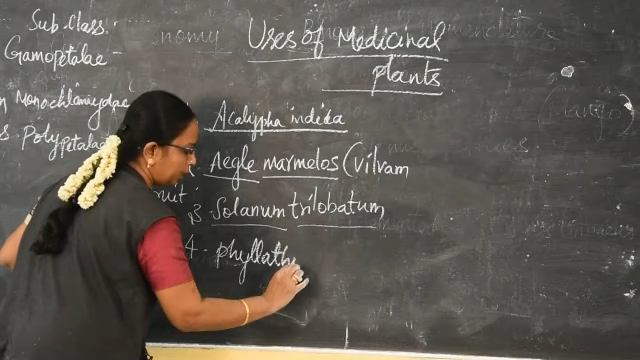 Sub-Class.
Gamopetalae -
Monochlamydae
Polypetalae
Uses of Medicinal
plants.
Acalypha indica
Aegle marmelos (vilvam
3 Solanum trilobatum
4 - phyllath